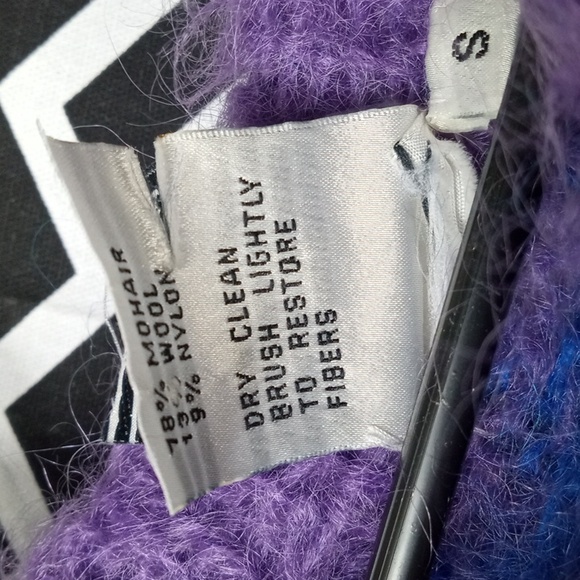 S
78% MOHAIR
13% WOOL
9% NYLON
DRY CLEAN
BRUSH LIGHTLY
TO RESTORE
FIBERS